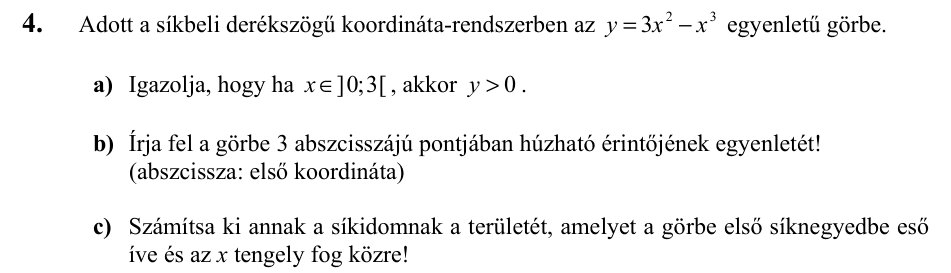 4. Adott a síkbeli derékszögű koordináta-rendszerben az y = 3x² − x³ egyenletű görbe.
a) Igazolja, hogy ha x ∈ ]0;3[ , akkor y > 0 .
b) Írja fel a görbe 3 abszcisszájú pontjában húzható érintőjének egyenletét!
(abszcissza: első koordináta)
c) Számítsa ki annak a síkidomnak a területét, amelyet a görbe első síknegyedbe eső
íve és az x tengely fog közre!